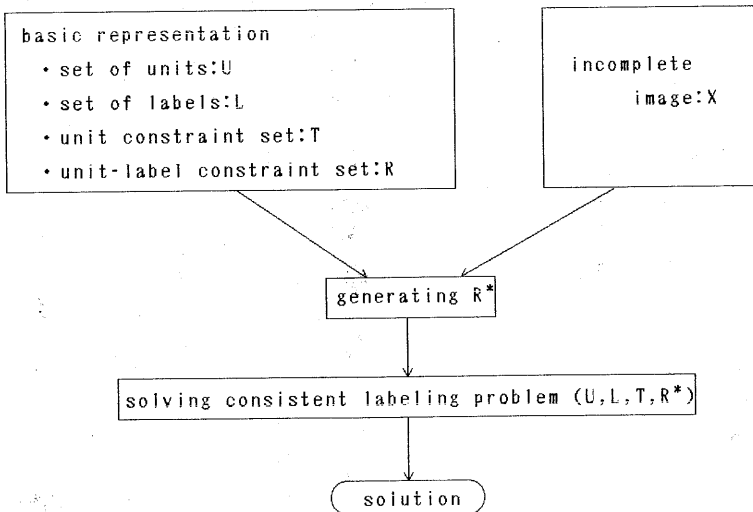 basic representation
・set of units:U
・set of labels:L
・unit constraint set:T
・unit-label constraint set:R
incomplete
image:X
generating R*
solving consistent labeling problem (U,L,T,R*)
solution